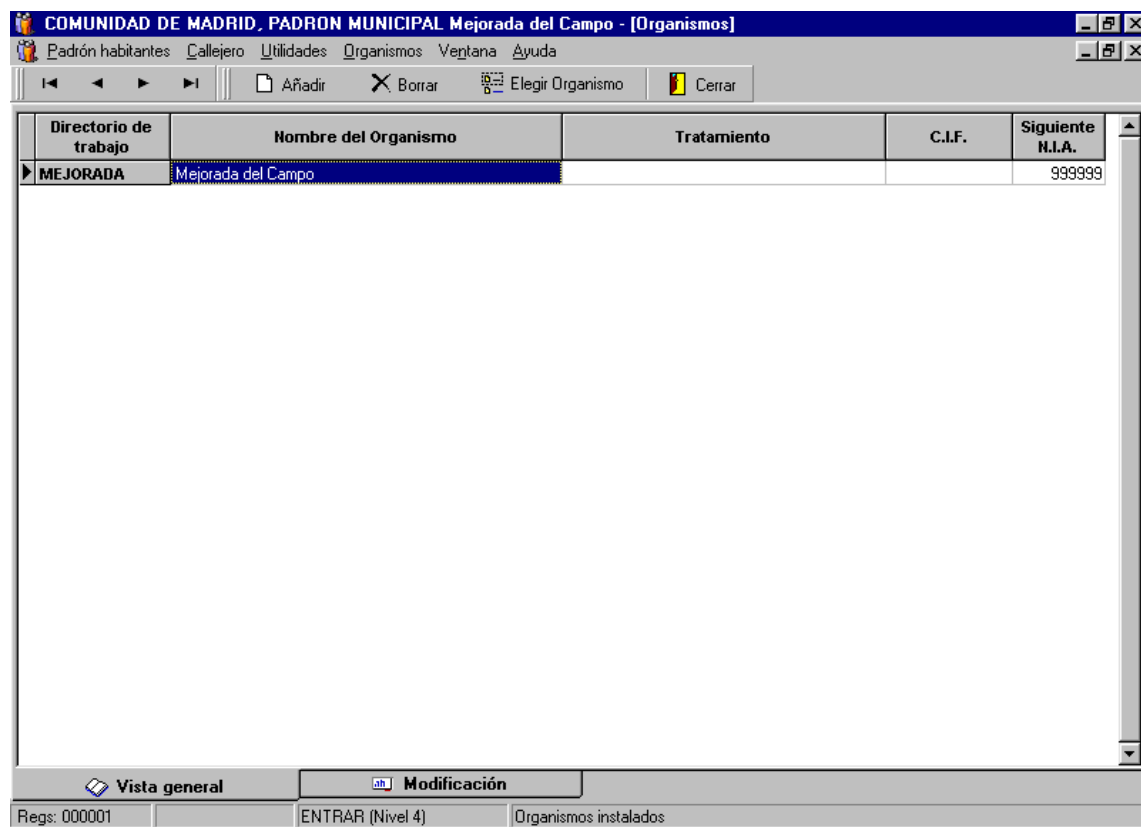 COMUNIDAD DE MADRID, PADRON MUNICIPAL Mejorada del Campo - [Organismos]
Padrón habitantes Callejero Utilidades Organismos Ventana Ayuda
Añadir Borrar Elegir Organismo Cerrar
Directorio de trabajo Nombre del Organismo Tratamiento C.I.F. Siguiente N.I.A.
MEJORADA Mejorada del Campo 999999
Vista general Modificación
Regs: 000001 ENTRAR (Nivel 4) Organismos instalados